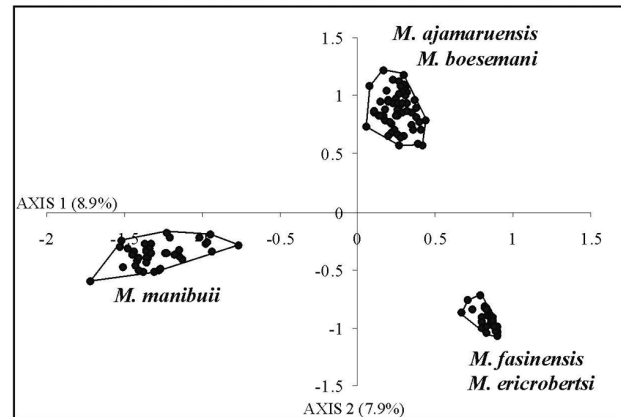 M. ajamaruensis
M. boesemani
1.5
1
0.5
AXIS 1 (8.9%)
0
-2 -1.5 -1 -0.5 0 0.5 1 1.5
-0.5
M. manibuii
-1
M. fasinensis
M. ericrobertsi
-1.5
AXIS 2 (7.9%)